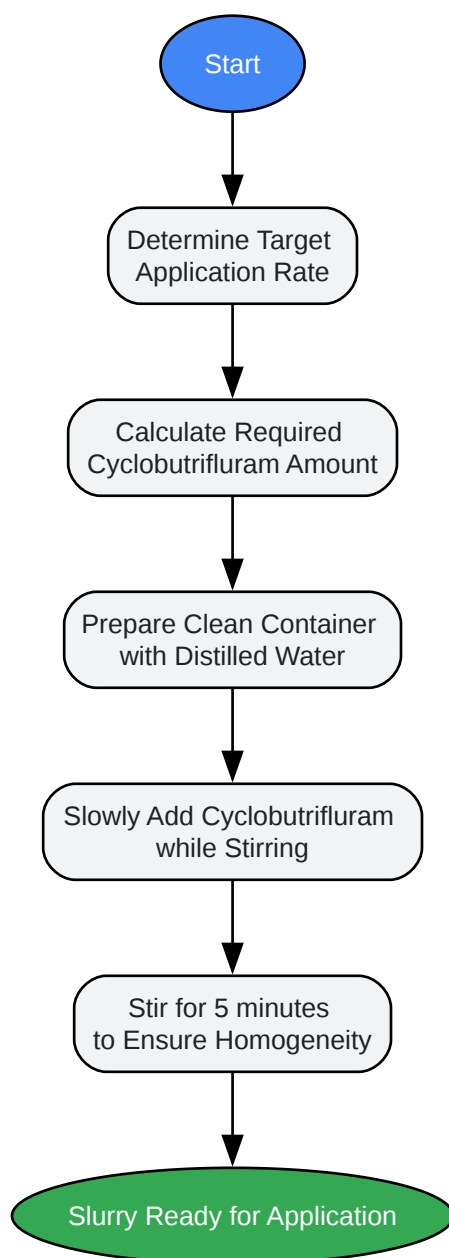 Start
Determine Target
Application Rate
Calculate Required
Cyclobutrifluram Amount
Prepare Clean Container
with Distilled Water
Slowly Add Cyclobutrifluram
while Stirring
Stir for 5 minutes
to Ensure Homogeneity
Slurry Ready for Application